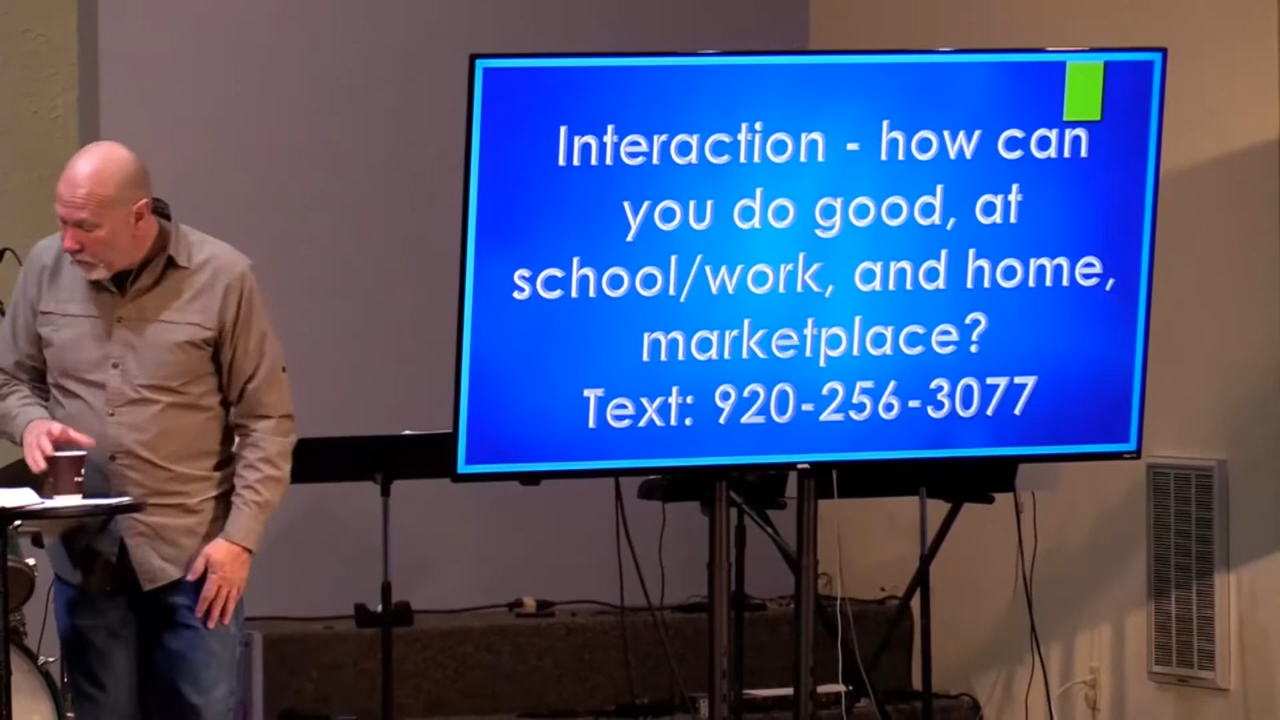 Interaction - how can
you do good, at
school/work, and home,
marketplace?
Text: 920-256-3077